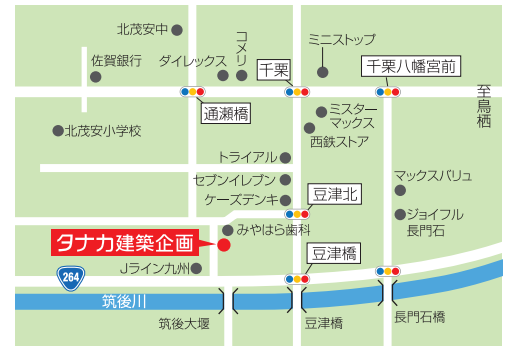 北茂安中
コメリ
ミニストップ
佐賀銀行
ダイレックス
千栗
千栗八幡宮前
至鳥栖
通瀬橋
ミスター
マックス
北茂安小学校
西鉄ストア
トライアル
セブンイレブン
マックスバリュ
ケーズデンキ
豆津北
みやはら歯科
ジョイフル
長門石
タナカ建築企画
豆津橋
Jライン九州
264
筑後川
筑後大堰
豆津橋
長門石橋